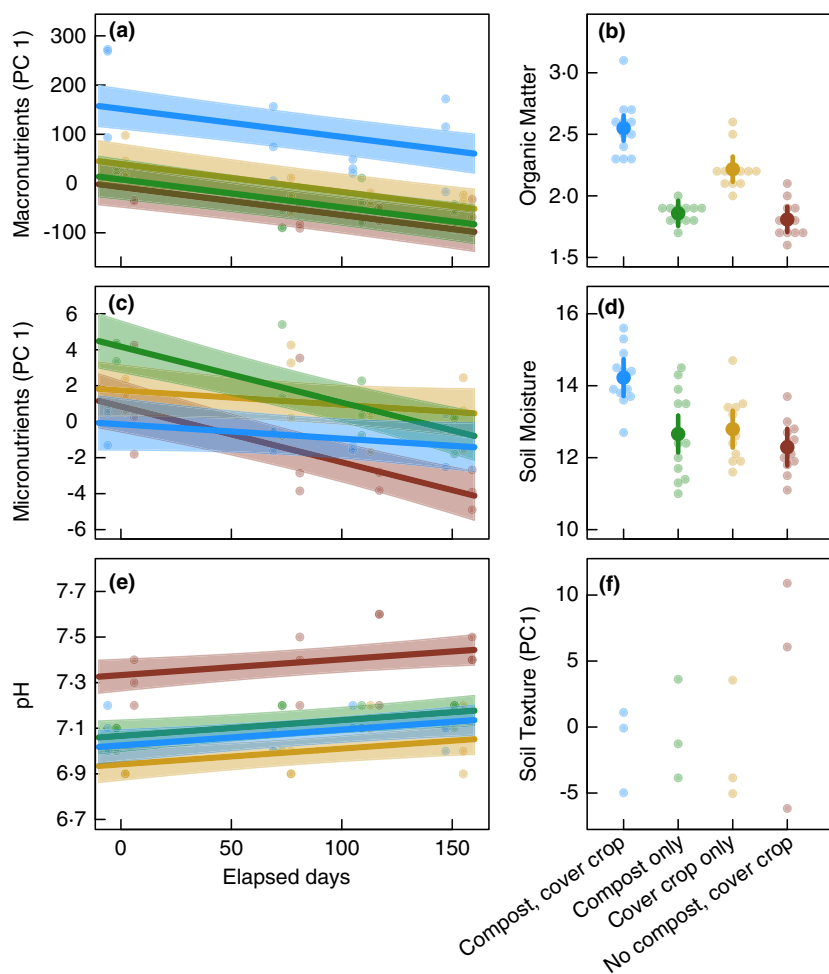 (a)
Macronutrients (PC 1)
300
200
100
0
-100
(b)
Organic Matter
3·0
2.5
2.0
1.5
(c)
Micronutrients (PC 1)
6
4
2
0
-2
-4
-6
(d)
Soil Moisture
16
14
12
10
(e)
pH
7·7
7·5
7·3
7·1
6·9
6·7
0
50
100
150
Elapsed days
(f)
Soil Texture (PC1)
10
5
0
-5
Compost, cover crop
Compost only
Cover crop only
No compost, cover crop